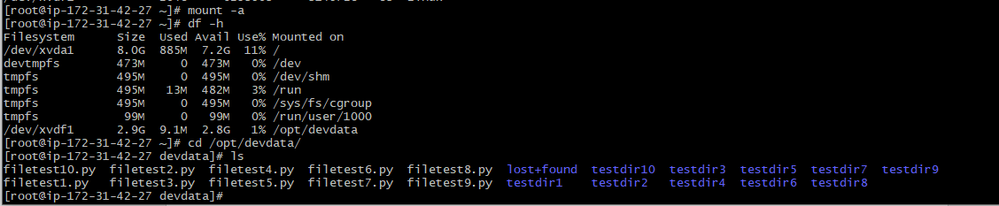 [root@ip-172-31-42-27 ~]# mount -a
[root@ip-172-31-42-27 ~]# df -h
Filesystem      Size  Used Avail Use% Mounted on
/dev/xvda1      8.0G  885M  7.2G  11% /
devtmpfs        473M     0  473M   0% /dev
tmpfs           495M     0  495M   0% /dev/shm
tmpfs           495M   13M  482M   3% /run
tmpfs           495M     0  495M   0% /sys/fs/cgroup
tmpfs            99M     0   99M   0% /run/user/1000
/dev/xvdf1      2.9G  9.1M  2.8G   1% /opt/devdata
[root@ip-172-31-42-27 ~]# cd /opt/devdata/
[root@ip-172-31-42-27 devdata]# ls
filetest10.py  filetest2.py  filetest4.py  filetest6.py  filetest8.py  lost+found  testdir10  testdir3  testdir5  testdir7  testdir9
filetest1.py   filetest3.py  filetest5.py  filetest7.py  filetest9.py  testdir1    testdir2   testdir4  testdir6  testdir8
[root@ip-172-31-42-27 devdata]#